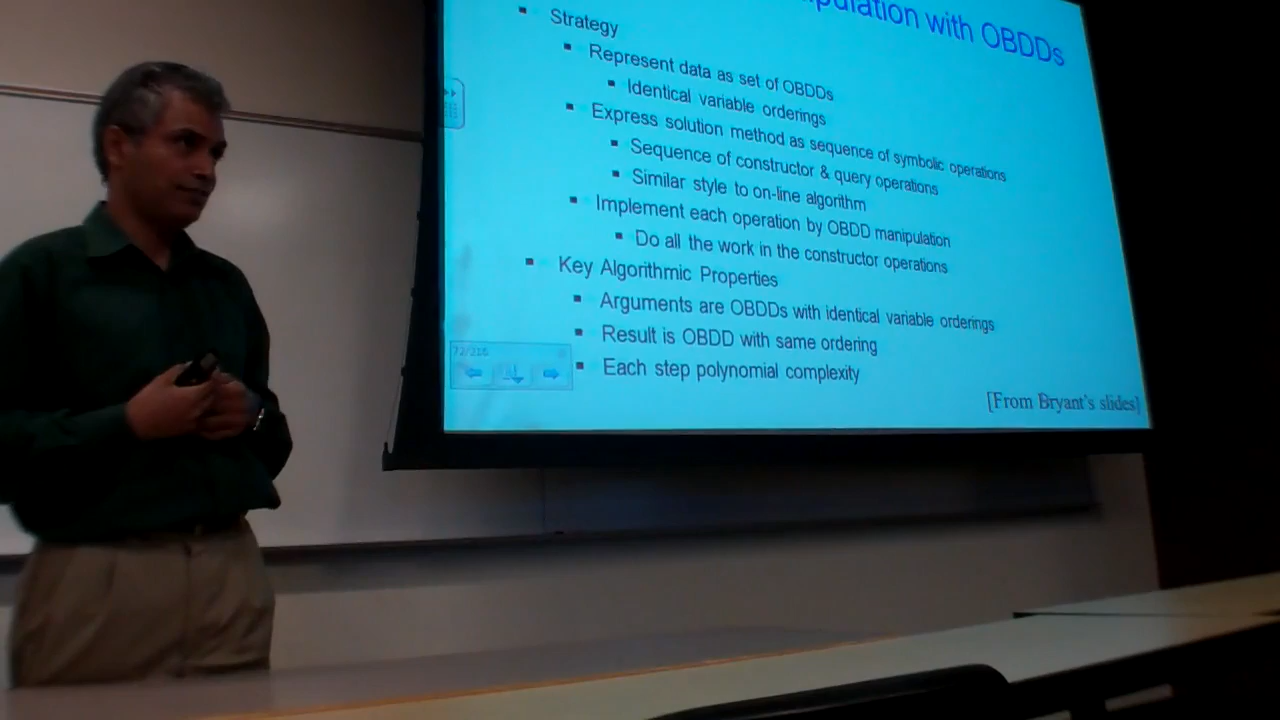 with OBDDs
Strategy
Represent data as set of OBDDs
Identical variable orderings
Express solution method as sequence of symbolic operations
Sequence of constructor & query operations
Similar style to on-line algorithm
Implement each operation by OBDD manipulation
Do all the work in the constructor operations
Key Algorithmic Properties
Arguments are OBDDs with identical variable orderings
Result is OBDD with same ordering
Each step polynomial complexity
[From Bryant's slides]